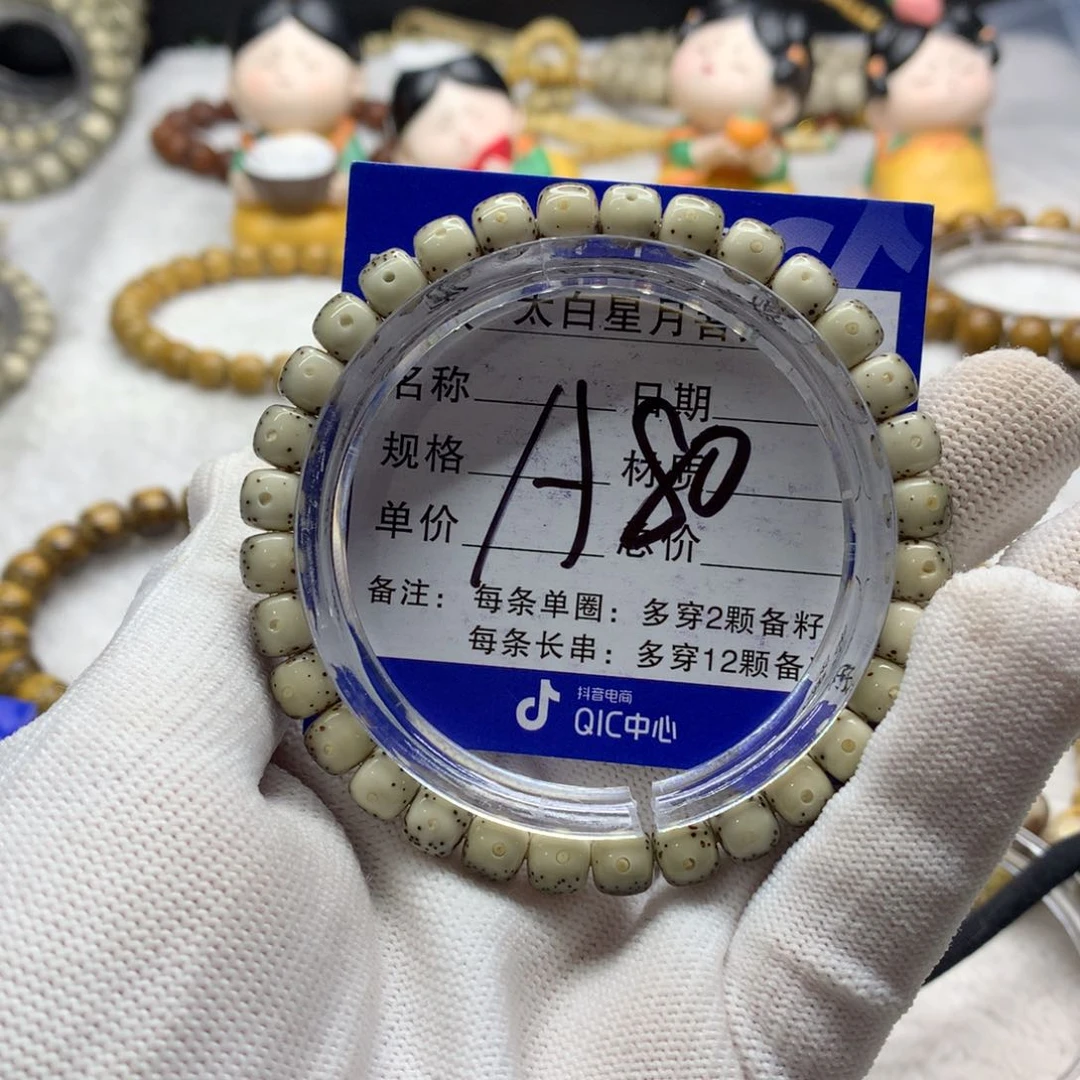 太白星月菩
名称 日期
规格 材质
单价 总价
A80
备注： 每条单圈：多穿2颗备籽
每条长串：多穿12颗备
抖音电商
QIC中心